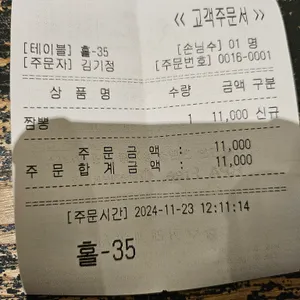 << 고객주문서 >>
[테이블] 홀-35 [손님수] 01 명
[주문자] 김기정 [주문번호] 0016-0001
상 품 명 수량 금액 구분
짬뽕 1 11,000 신규
주 문 금 액 : 11,000
주 문 합 계 금 액 : 11,000
[주문시간] 2024-11-23 12:11:14
홀-35